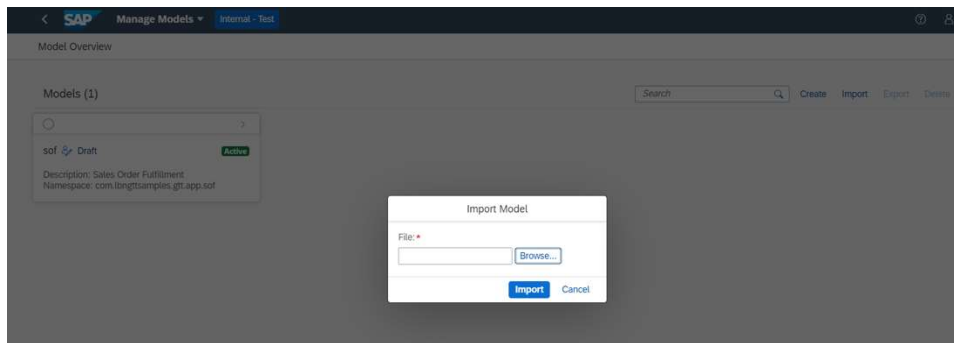 SAP Manage Models Internal - Test
Model Overview
Models (1)
Search Create Import Export Delete
sof Draft Active
Description: Sales Order Fulfillment
Namespace: com.lbngttsamples.gtt.app.sof
Import Model
File: *
Browse...
Import Cancel